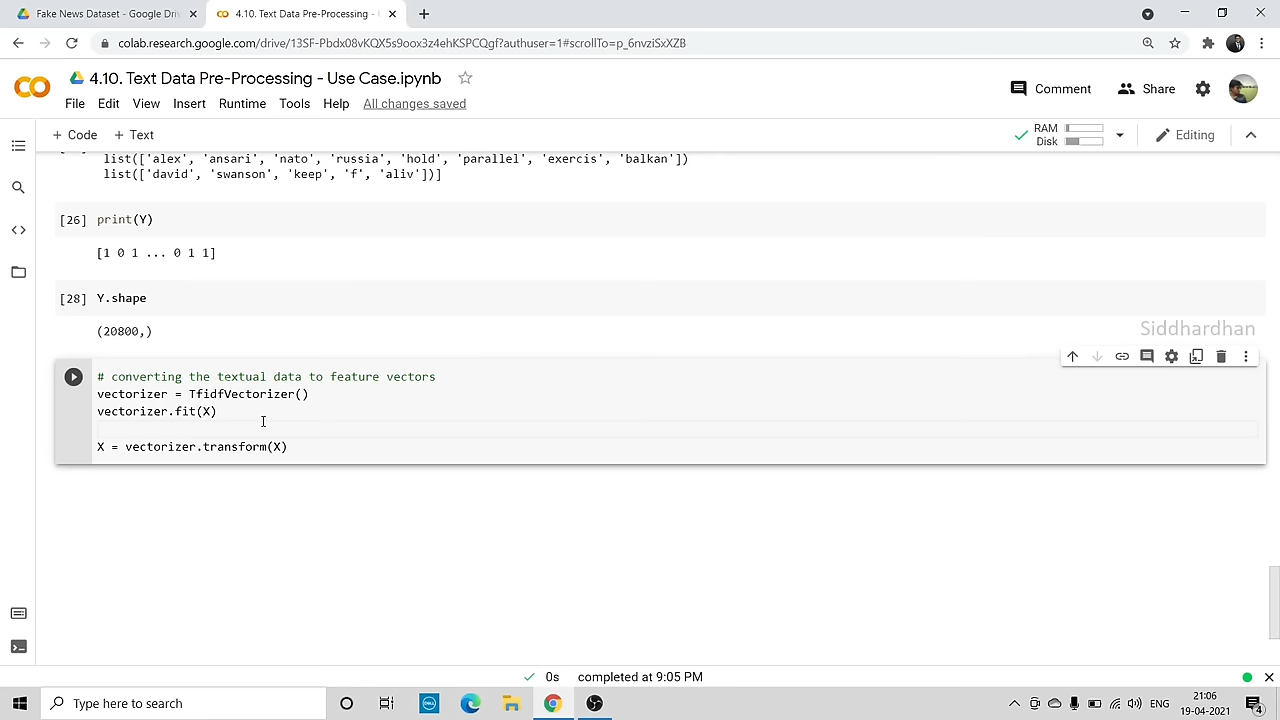 Fake News Dataset - Google Dri
4.10. Text Data Pre-Processing -
colab.research.google.com/drive/13SF-Pbdx08vKQX5s9oox3z4ehKSPCQgf?authuser=1#scrollTo=p_6nvziSxXZB
4.10. Text Data Pre-Processing - Use Case.ipynb
Comment
Share
File Edit View Insert Runtime Tools Help All changes saved
+ Code + Text
RAM
Disk
Editing
list(['alex', 'ansari', 'nato', 'russia', 'hold', 'parallel', 'exercis', 'balkan'])
list(['david', 'swanson', 'keep', 'f', 'aliv'])]
[26] print(Y)
[1 0 1 ... 0 1 1]
[28] Y.shape
(20800,)
Siddhardhan
# converting the textual data to feature vectors
vectorizer = TfidfVectorizer()
vectorizer.fit(X)
X = vectorizer.transform(X)
0s completed at 9:05 PM
Type here to search
DELL
ENG
21:06
19-04-2021
4